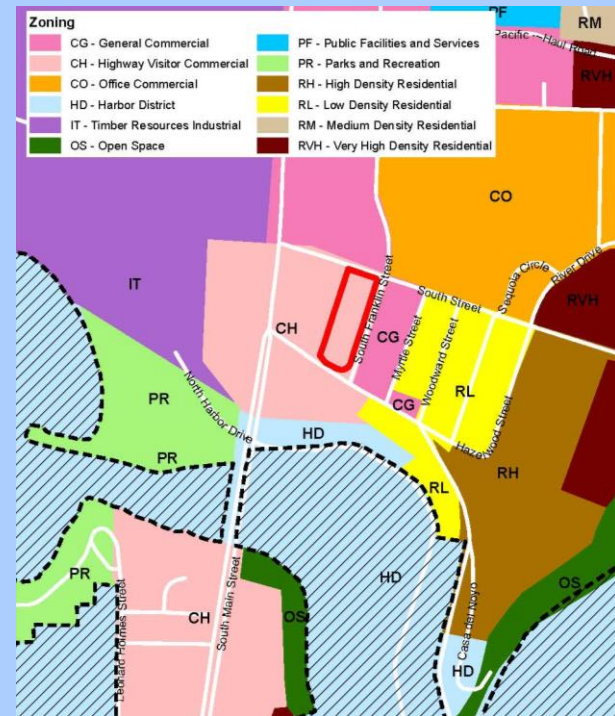 Zoning
CG - General Commercial
CH - Highway Visitor Commercial
CO - Office Commercial
HD - Harbor District
IT - Timber Resources Industrial
OS - Open Space
PF - Public Facilities and Services
PR - Parks and Recreation
RH - High Density Residential
RL - Low Density Residential
RM - Medium Density Residential
RVH - Very High Density Residential
PF
RM
Pacific
Haul Road
RVH
CO
Sequoia Circle
River Drive
RVH
IT
South Street
South Franklin Street
CH
CG
Myrtle Street
Woodward Street
RL
CG
PR
North Harbor Drive
HD
Hazelwood Street
PR
RL
RH
PR
HD
OS
Leonard Holmes Street
CH
South Main Street
OS
Casa del Noyo
HD